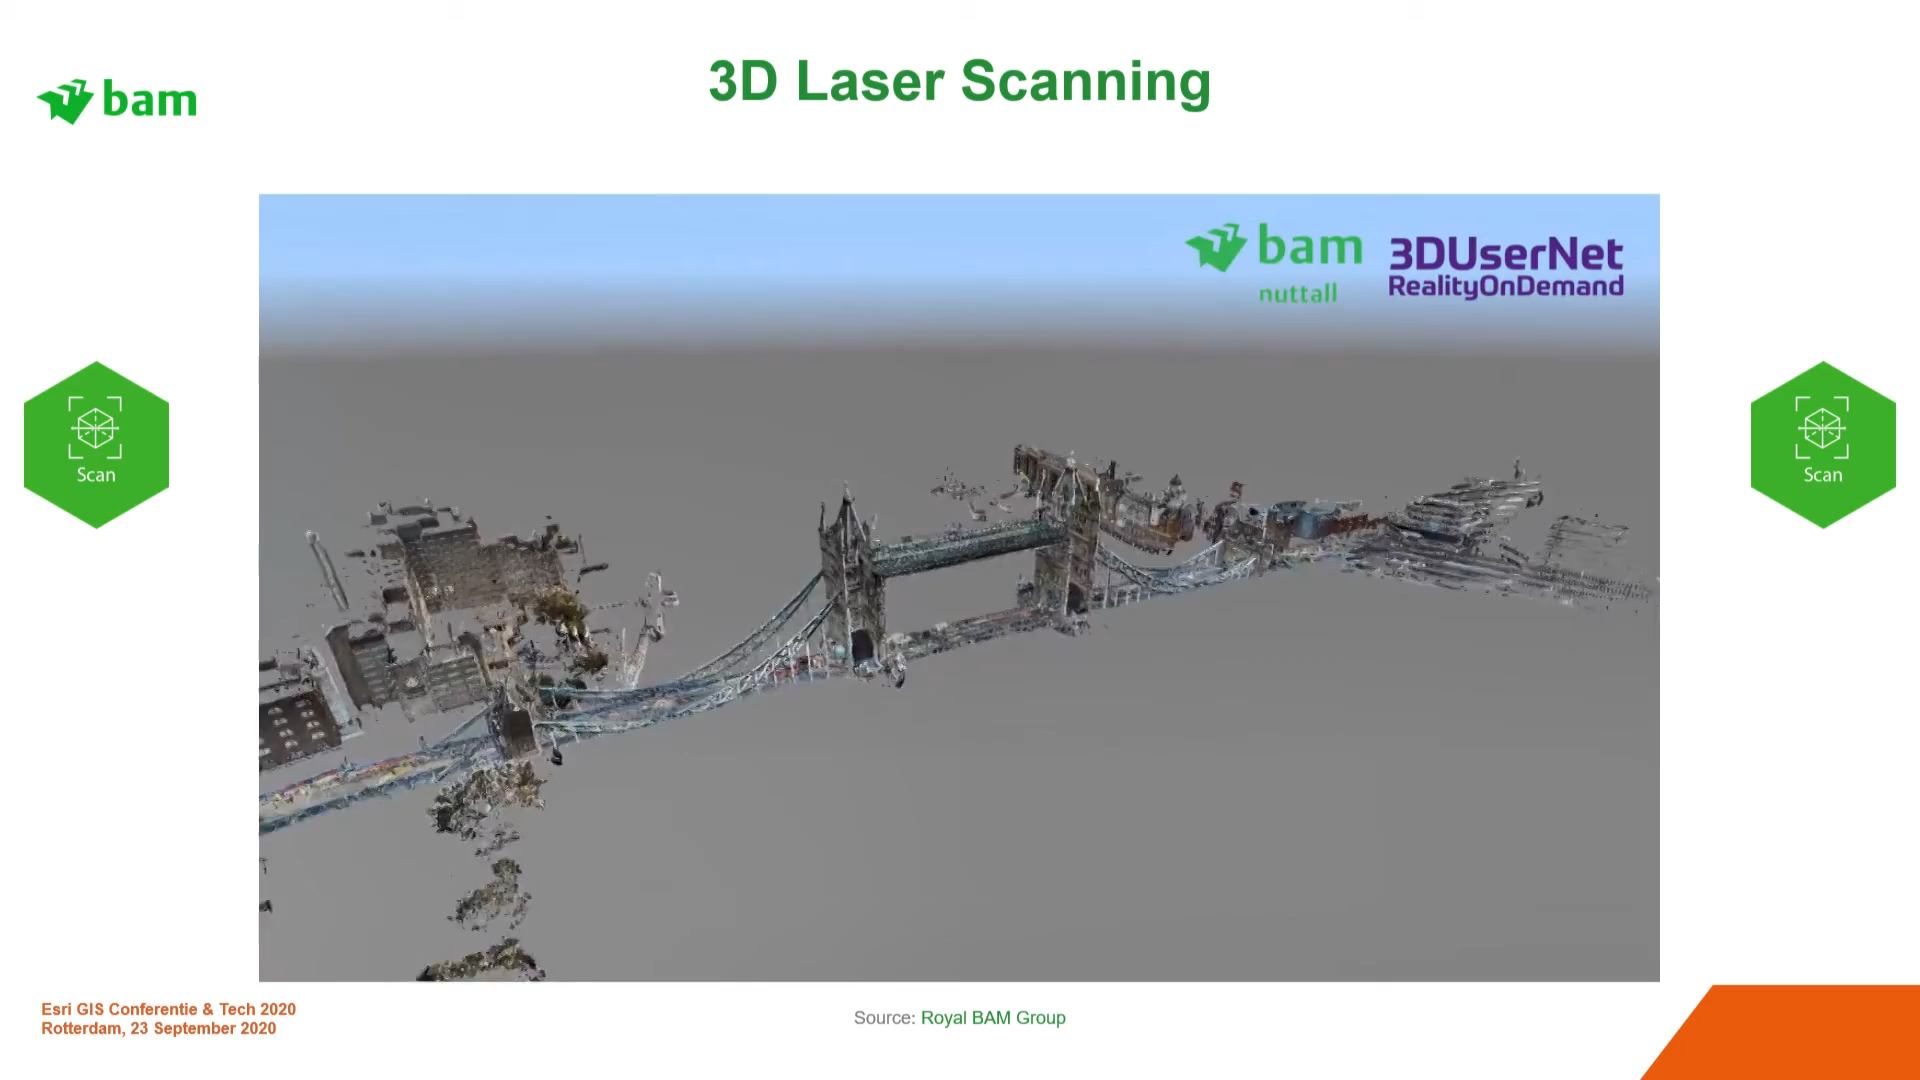 3D Laser Scanning
bam
bam
nuttall
3DUserNet
RealityOnDemand
Scan
Scan
Esri GIS Conferentie & Tech 2020
Rotterdam, 23 September 2020
Source: Royal BAM Group